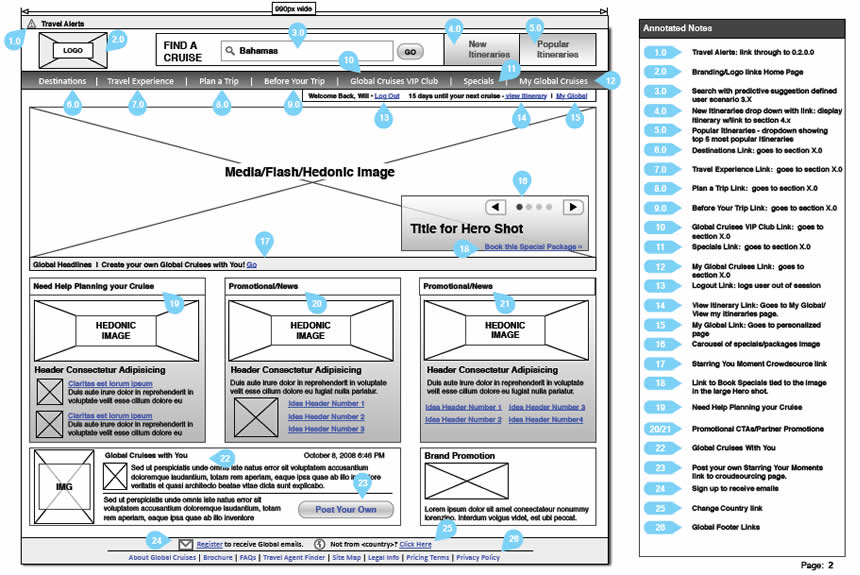 990px wide
Travel Alerts
1.0
LOGO
2.0
FIND A
CRUISE
3.0
Bahamas
GO
4.0
New
Itineraries
5.0
Popular
Itineraries
10
11
12
Destinations | Travel Experience | Plan a Trip | Before Your Trip | Global Cruises VIP Club | Specials | My Global Cruises
6.0
7.0
8.0
9.0
Welcome Back, Will • Log Out 15 days until your next cruise - view Itinerary | My Global
13
14
15
Media/Flash/Hedonic Image
16
Title for Hero Shot
18
Book this Special Package »
17
Global Headlines | Create your own Global Cruises with You! Go
Need Help Planning your Cruise
19
HEDONIC
IMAGE
Header Consectetur Adipisicing
Claritas est lorum ipsum
Duis aute irure dolor in reprehenderit in
voluptate velit esse cillum dolore eu
Claritas est lorum ipsum
Duis aute irure dolor in reprehenderit in
voluptate velit esse cillum dolore eu
Promotional/News
20
HEDONIC
IMAGE
Header Consectetur Adipisicing
Duis aute irure dolor in reprehenderit in voluptate
velit esse cillum dolore eu fugiat nulla pariatur.
Idea Header Number 1
Idea Header Number 2
Idea Header Number 3
Promotional/News
21
HEDONIC
IMAGE
Header Consectetur Adipisicing
Duis aute irure dolor in reprehenderit in voluptate
velit esse cillum dolore eu fugiat nulla pariatur.
Idea Header Number 1 Idea Header Number 3
Idea Header Number 2 Idea Header Number4
IMG
Global Cruises with You
22
October 8, 2008 6:46 PM
Sed ut perspiciatis unde omnis iste natus error sit voluptatem accusantium
doloremque laudantium, totam rem aperiam, eaque ipsa quae ab illo inventore
veritatis et quasi architecto beatae vitae dicta sunt explicabo.
Sed ut perspiciatis unde omnis iste natus error sit
voluptatem accusantium doloremque laudantium, totam
rem aperiam, eaque ipsa quae ab illo inventore
23
Post Your Own
Brand Promotion
Lorem ipsum dolor sit amet consectateur nonummy
lorenzino. Interdum volgus videt, est ubi peccat.
24
Register to receive Global emails.
Not from <country>? Click Here
25
26
About Global Cruises | Brochure | FAQs | Travel Agent Finder | Site Map | Legal Info | Pricing Terms | Privacy Policy
Annotated Notes
1.0 Travel Alerts: link through to 0.2.0.0
2.0 Branding/Logo links Home Page
3.0 Search with predictive suggestion defined
user scenario 3.X
4.0 New Itineraries drop down with link: display
Itinerary w/link to section 4.x
5.0 Popular Itineraries - dropdown showing
top 5 most popular Itineraries
6.0 Destinations Link: goes to section X.0
7.0 Travel Experience Link: goes to section X.0
8.0 Plan a Trip Link: goes to section X.0
9.0 Before Your Trip Link: goes to section X.0
10 Global Cruises VIP Club Link: goes to
section X.0
11 Specials Link: goes to section X.0
12 My Global Cruises Link: goes to
section X.0
13 Logout Link: logs user out of session
14 View Itinerary Link: Goes to My Global/
View my Itineraries page.
15 My Global Link: Goes to personalized
page
16 Carousel of specials/packages image
17 Starring You Moment Crowdsource link
18 Link to Book Specials tied to the image
in the large Hero shot.
19 Need Help Planning your Cruise
20/21 Promotional CTAs/Partner Promotions
22 Global Cruises With You
23 Post your own Starring Your Moments
link to croudsourcing page.
24 Sign up to receive emails
25 Change Country link
26 Global Footer Links
Page: 2